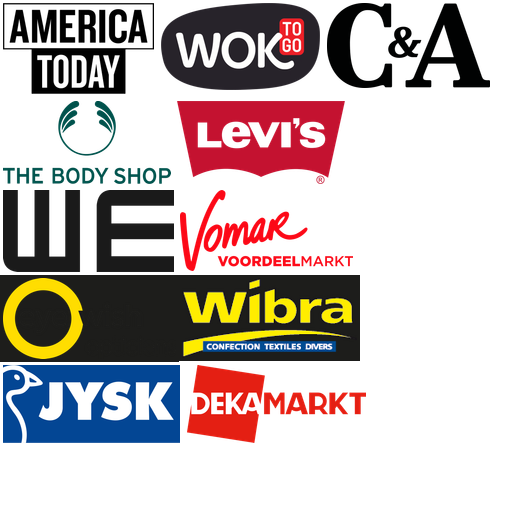 AMERICA
TODAY
WOK
TO
GO
C&A
THE BODY SHOP
LEVI'S
®
WE
Vomar
VOORDEELMARKT
Wibra
CONFECTION TEXTILES DIVERS
JYSK
DEKAMARKT